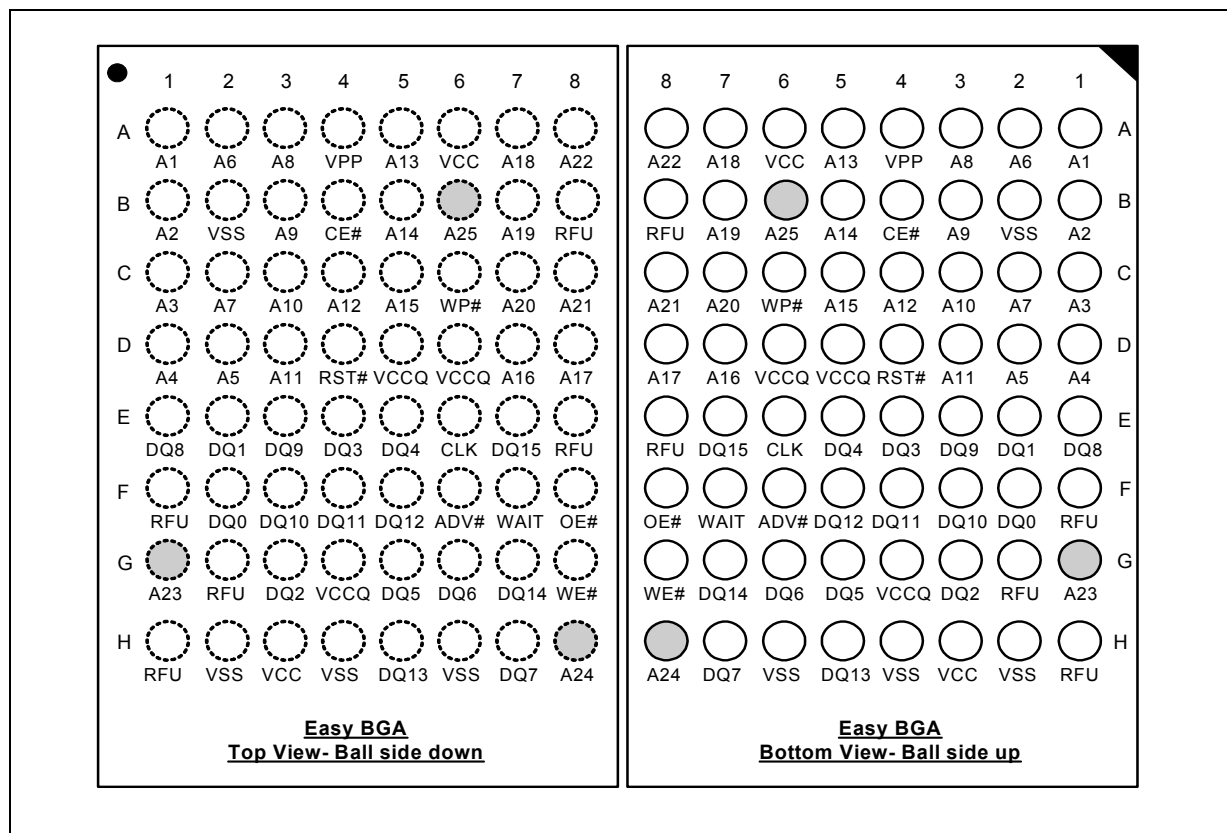 1 2 3 4 5 6 7 8
A
A1 A6 A8 VPP A13 VCC A18 A22
B
A2 VSS A9 CE# A14 A25 A19 RFU
C
A3 A7 A10 A12 A15 WP# A20 A21
D
A4 A5 A11 RST# VCCQ VCCQ A16 A17
E
DQ8 DQ1 DQ9 DQ3 DQ4 CLK DQ15 RFU
F
RFU DQ0 DQ10 DQ11 DQ12 ADV# WAIT OE#
G
A23 RFU DQ2 VCCQ DQ5 DQ6 DQ14 WE#
H
RFU VSS VCC VSS DQ13 VSS DQ7 A24
Easy BGA
Top View- Ball side down
8 7 6 5 4 3 2 1
A
A22 A18 VCC A13 VPP A8 A6 A1
B
RFU A19 A25 A14 CE# A9 VSS A2
C
A21 A20 WP# A15 A12 A10 A7 A3
D
A17 A16 VCCQ VCCQ RST# A11 A5 A4
E
RFU DQ15 CLK DQ4 DQ3 DQ9 DQ1 DQ8
F
OE# WAIT ADV# DQ12 DQ11 DQ10 DQ0 RFU
G
WE# DQ14 DQ6 DQ5 VCCQ DQ2 RFU A23
H
A24 DQ7 VSS DQ13 VSS VCC VSS RFU
Easy BGA
Bottom View- Ball side up